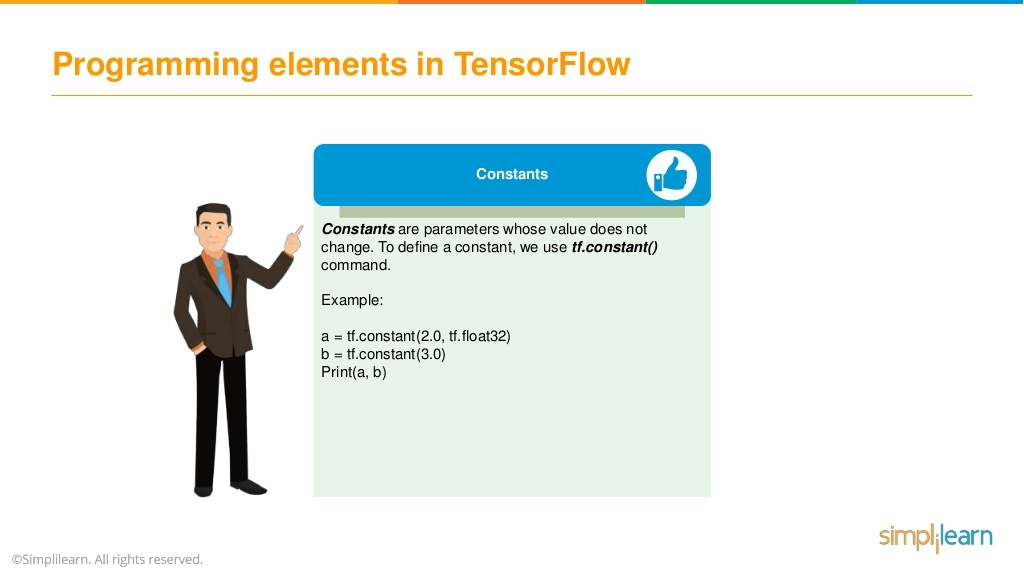 Programming elements in TensorFlow
Constants
Constants are parameters whose value does not
change. To define a constant, we use tf.constant()
command.
Example:
a = tf.constant(2.0, tf.float32)
b = tf.constant(3.0)
Print(a, b)
simplilearn
©Simplilearn. All rights reserved.